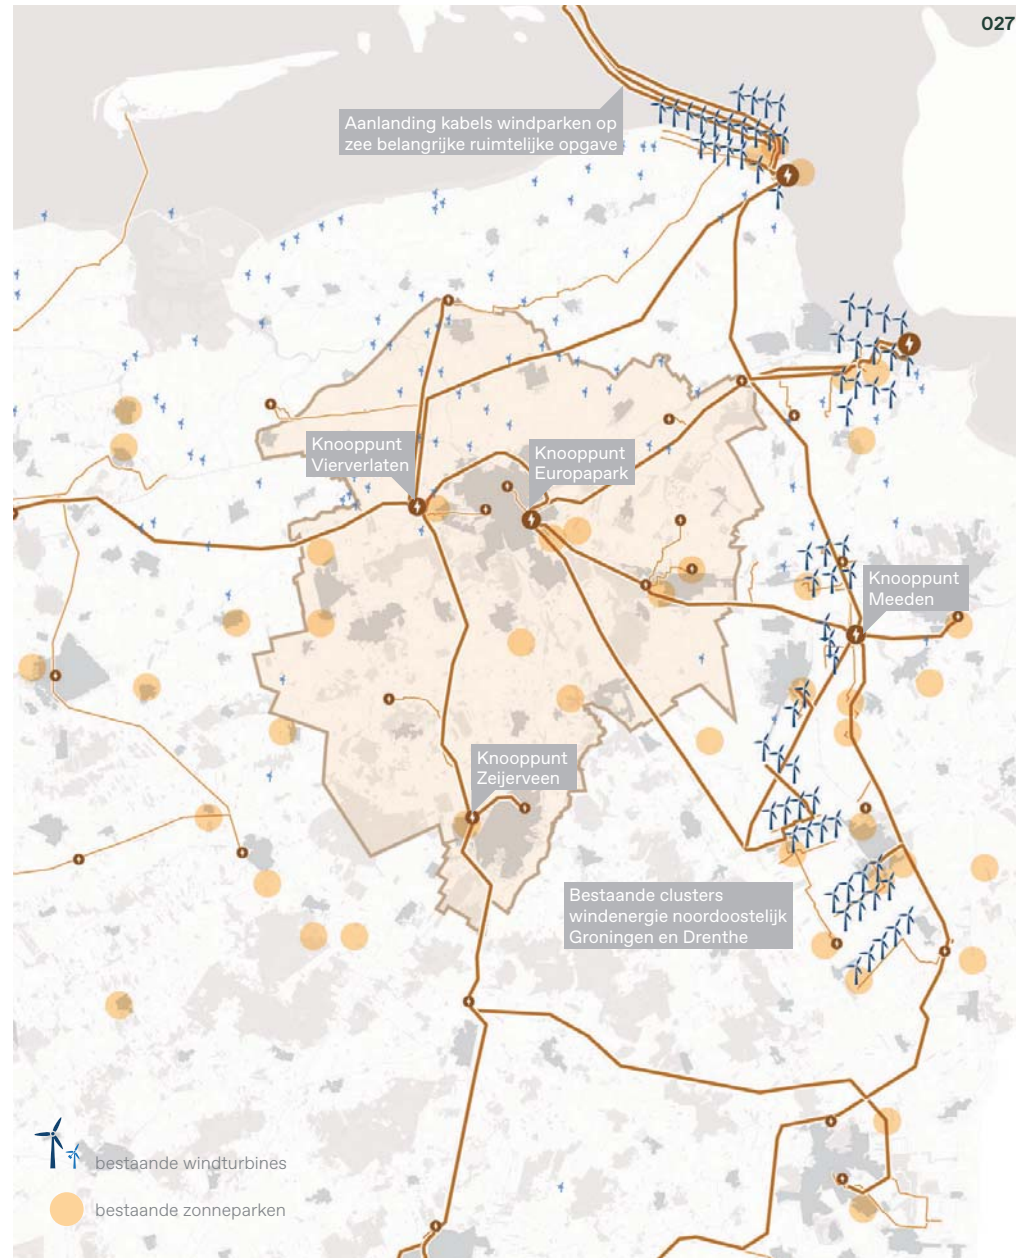 027
Aanlanding kabels windparken op
zee belangrijke ruimtelijke opgave
Knooppunt
Vierverlaten
Knooppunt
Europapark
Knooppunt
Meeden
Knooppunt
Zeijerveen
Bestaande clusters
windenergie noordoostelijk
Groningen en Drenthe
bestaande windturbines
bestaande zonneparken